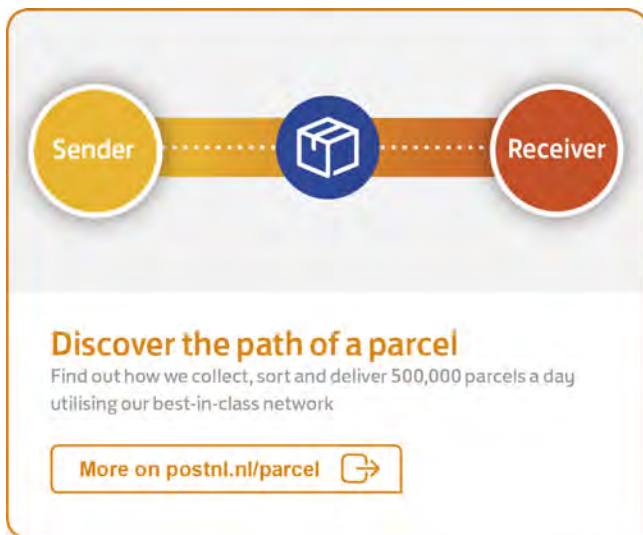 Sender
Receiver
Discover the path of a parcel
Find out how we collect, sort and deliver 500,000 parcels a day
utilising our best-in-class network
More on postnl.nl/parcel